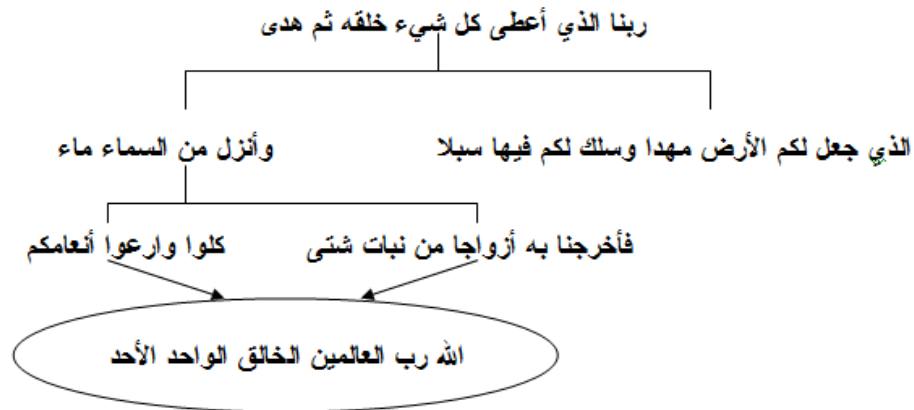 ربنا الذي أعطى كل شيء خلقه ثم هدى
الذي جعل لكم الأرض مهدا وسلك لكم فيها سبلا
وأنزل من السماء ماء
فأخرجنا به أزواجا من نبات شتى
كلوا وارعوا أنعامكم
الله رب العالمين الخالق الواحد الأحد